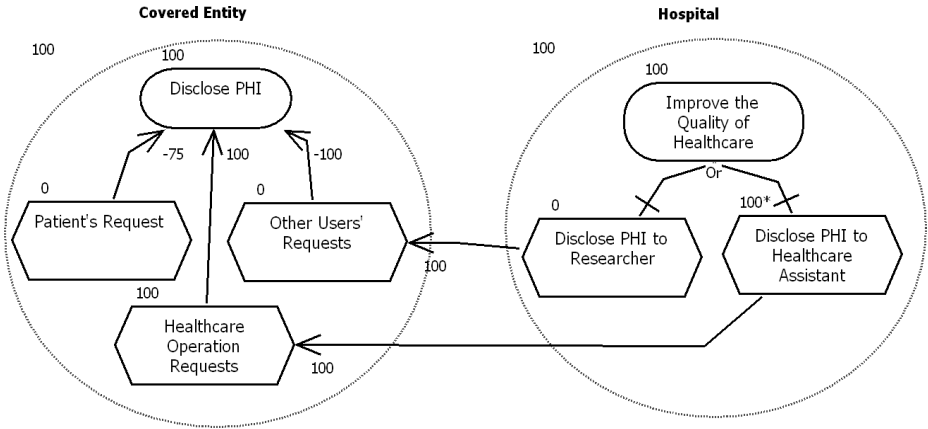 Covered Entity
Hospital
100
100
Disclose PHI
100
100
Improve the
Quality of
Healthcare
Or
-75
100
-100
0
Patient's Request
0
Other Users'
Requests
100
0
Disclose PHI to
Researcher
100*
Disclose PHI to
Healthcare
Assistant
100
Healthcare
Operation
Requests
100